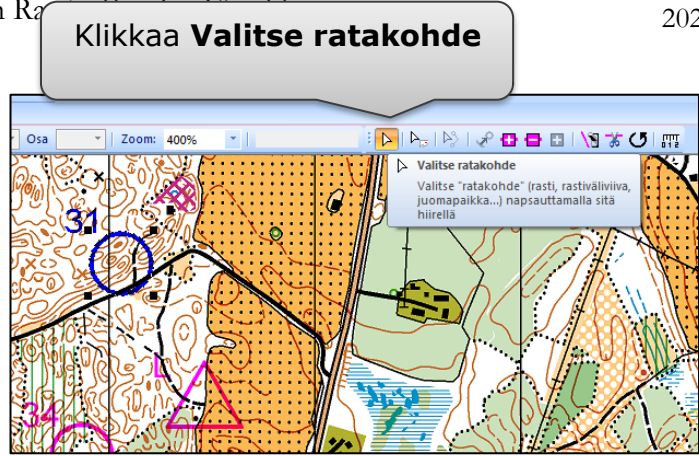 202
Klikkaa Valitse ratakohde
Osa
Zoom: 400%
Valitse ratakohde
Valitse "ratakohde" (rasti, rastiväliviiva,
juomapaikka...) napsauttamalla sitä
hiirellä
31
34